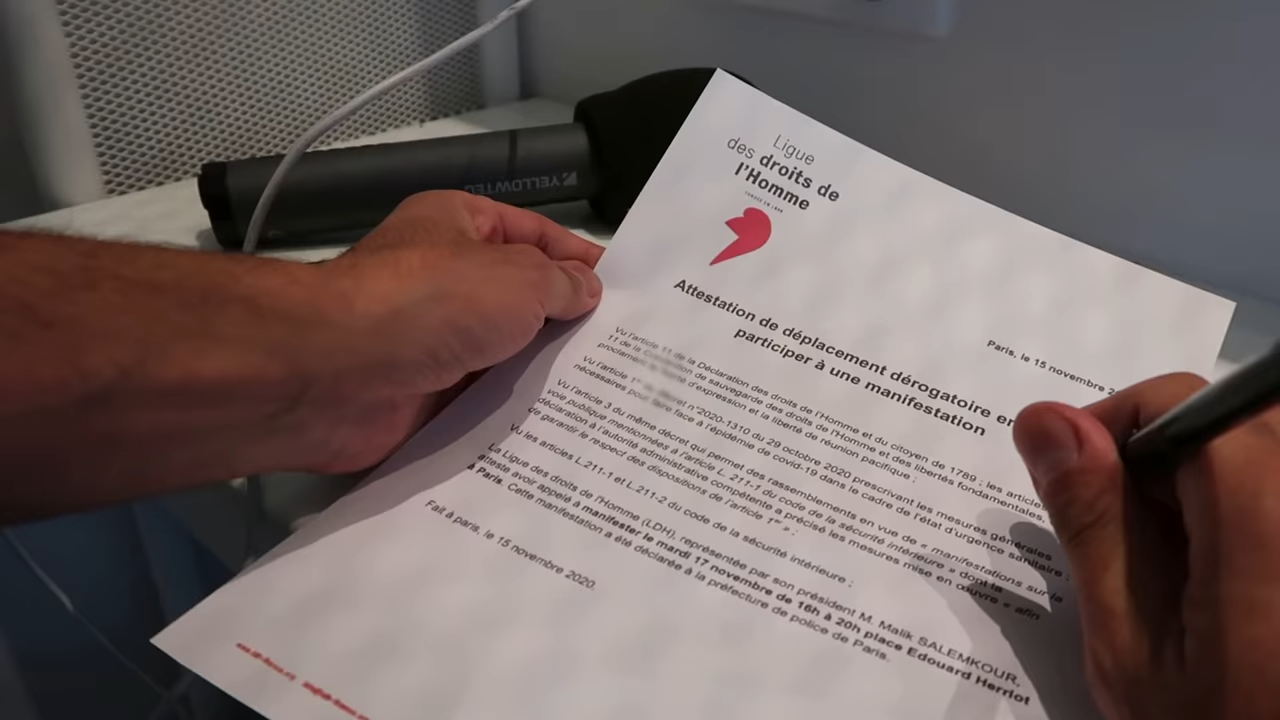 YELLOWTEC
Ligue
des droits de
l'Homme
FONDÉE EN 1898
Paris, le 15 novembre
Attestation de déplacement dérogatoire en
participer à une manifestation
Vu l'article 11 de la Déclaration des droits de l'Homme et du citoyen de 1789 ; les articles
11 de la Convention de sauvegarde des droits de l'Homme et des libertés fondamentales,
proclamant la liberté d'expression et la liberté de réunion pacifique ;
Vu l'article 1er du décret n°2020-1310 du 29 octobre 2020 prescrivant les mesures générales
nécessaires pour faire face à l'épidémie de covid-19 dans le cadre de l'état d'urgence sanitaire ;
Vu l'article 3 du même décret qui permet des rassemblements en vue de « manifestations sur la
voie publique mentionnées à l'article L. 211-1 du code de la sécurité intérieure » dont la
déclaration à l'autorité administrative compétente a précisé les mesures mise en œuvre « afin
de garantir le respect des dispositions de l'article 1er » ;
Vu les articles L.211-1 et L.211-2 du code de la sécurité intérieure ;
La Ligue des droits de l'Homme (LDH), représentée par son président M. Malik SALEMKOUR,
atteste avoir appelé à manifester le mardi 17 novembre de 16h à 20h place Edouard Herriot
à Paris. Cette manifestation a été déclarée à la préfecture de police de Paris.
Fait à paris, le 15 novembre 2020.